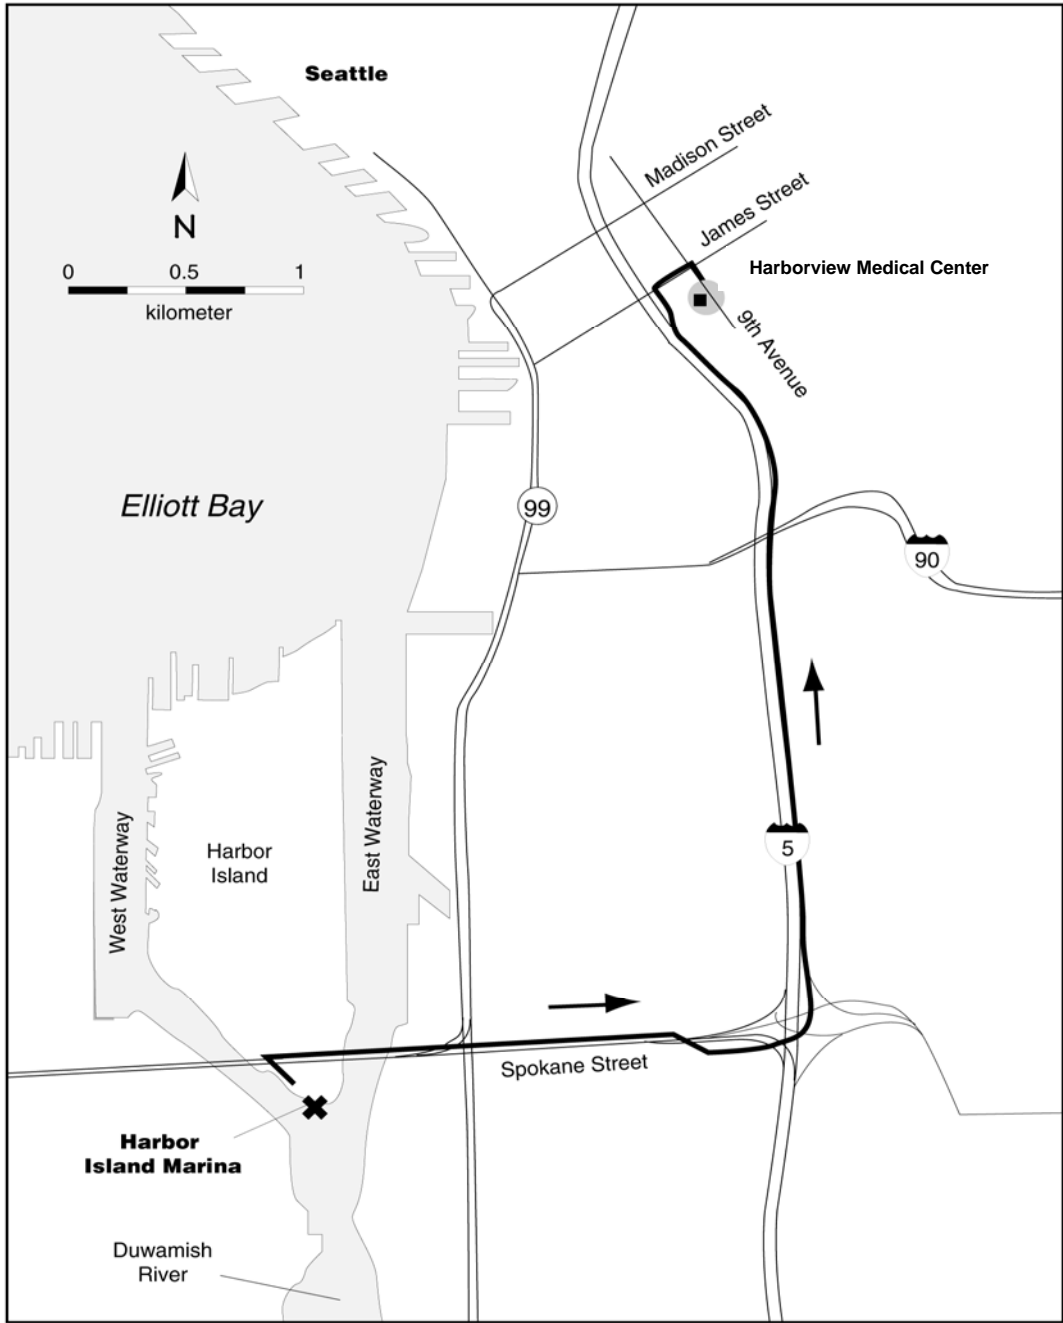 Seattle
Madison Street
James Street
N
Harborview Medical Center
0 0.5 1
kilometer
9th Avenue
Elliott Bay
99
90
5
West Waterway
East Waterway
Harbor
Island
Spokane Street
Harbor
Island Marina
Duwamish
River